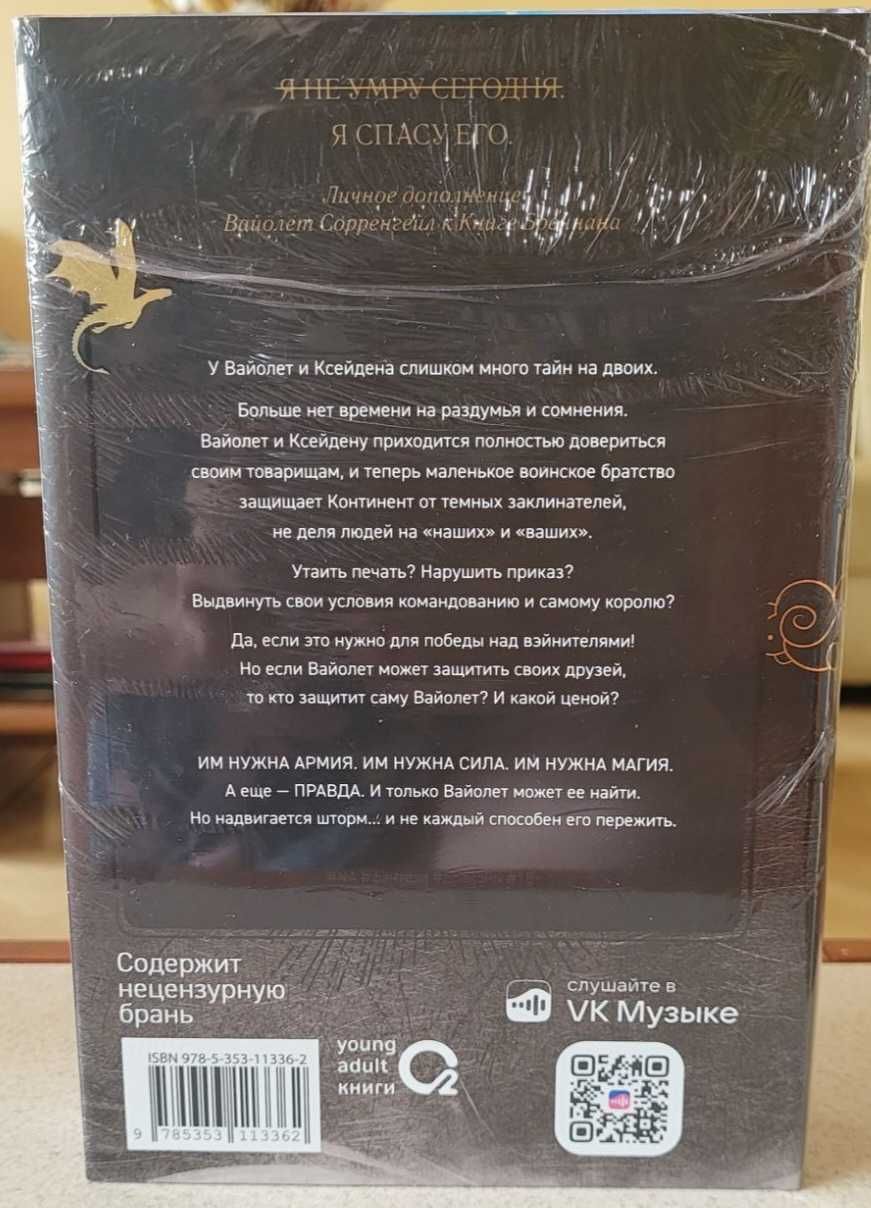 Я НЕ УМРУ СЕГОДНЯ.
Я СПАСУ ЕГО.
Личное дополнение
Вайолет Сорренгейл к Книге Бреннана
У Вайолет и Ксейдена слишком много тайн на двоих.
Больше нет времени на раздумья и сомнения.
Вайолет и Ксейдену приходится полностью довериться
своим товарищам, и теперь маленькое воинское братство
защищает Континент от темных заклинателей,
не деля людей на «наших» и «ваших».
Утаить печать? Нарушить приказ?
Выдвинуть свои условия командованию и самому королю?
Да, если это нужно для победы над вэйнителями!
Но если Вайолет может защитить своих друзей,
то кто защитит саму Вайолет? И какой ценой?
ИМ НУЖНА АРМИЯ. ИМ НУЖНА СИЛА. ИМ НУЖНА МАГИЯ.
А еще — ПРАВДА. И только Вайолет может ее найти.
Но надвигается шторм... и не каждый способен его пережить.
Содержит
нецензурную
брань
слушайте в
VK Музыке
ISBN 978-5-353-11336-2
9 785353 113362
young
adult
книги
O2